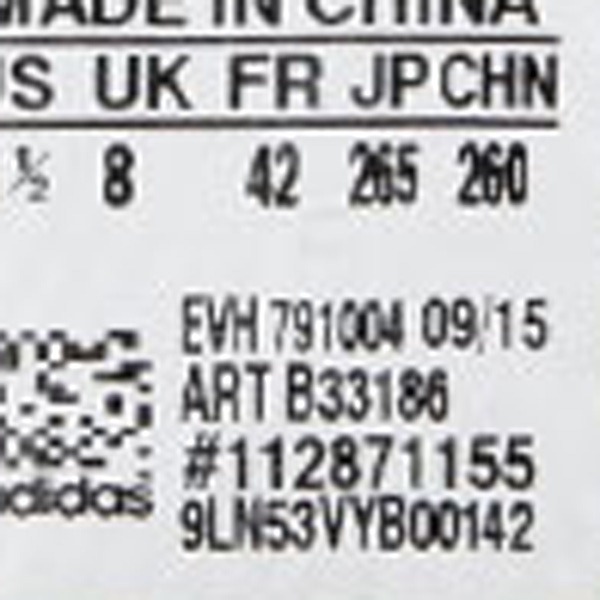 MADE IN CHINA
US UK FR JP CHN
½ 8 42 265 260
EVH 791004 09/15
ART B33186
#112871155
9LN53VYB00142
adidas